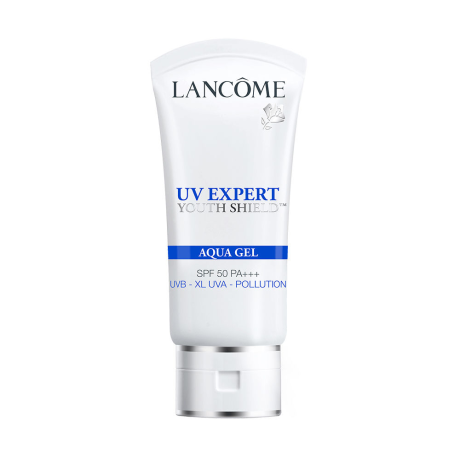 LANCÔME
UV EXPERT
YOUTH SHIELD™
AQUA GEL
SPF 50 PA+++
UVB - XL UVA - POLLUTION